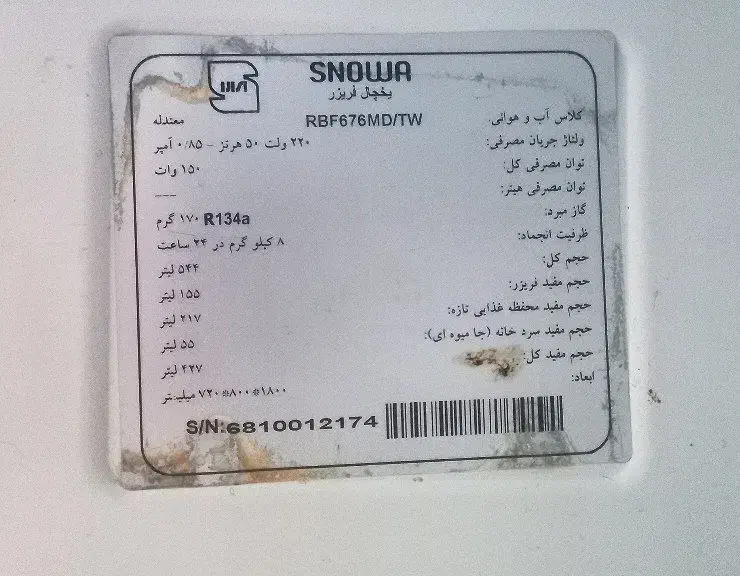 SNOWA
یخچال فریزر
RBF676MD/TW
کلاس آب و هوائی: معتدله
ولتاژ جریان مصرفی: ۲۲۰ ولت ۵۰ هرتز - ۰/۸۵ آمپر
توان مصرفی کل: ۱۵۰ وات
توان مصرفی هیتر: ---
گاز مبرد: R134a ۱۷۰ گرم
ظرفیت انجماد: ۸ کیلو گرم در ۲۴ ساعت
حجم کل: ۵۴۴ لیتر
حجم مفید فریزر: ۱۵۵ لیتر
حجم مفید محفظه غذایی تازه: ۲۱۷ لیتر
حجم مفید سرد خانه (جا میوه ای): ۵۵ لیتر
حجم مفید کل: ۴۲۷ لیتر
ابعاد: ۱۸۰۰*۸۰۰*۷۲۰ میلیمتر
S/N:6810012174